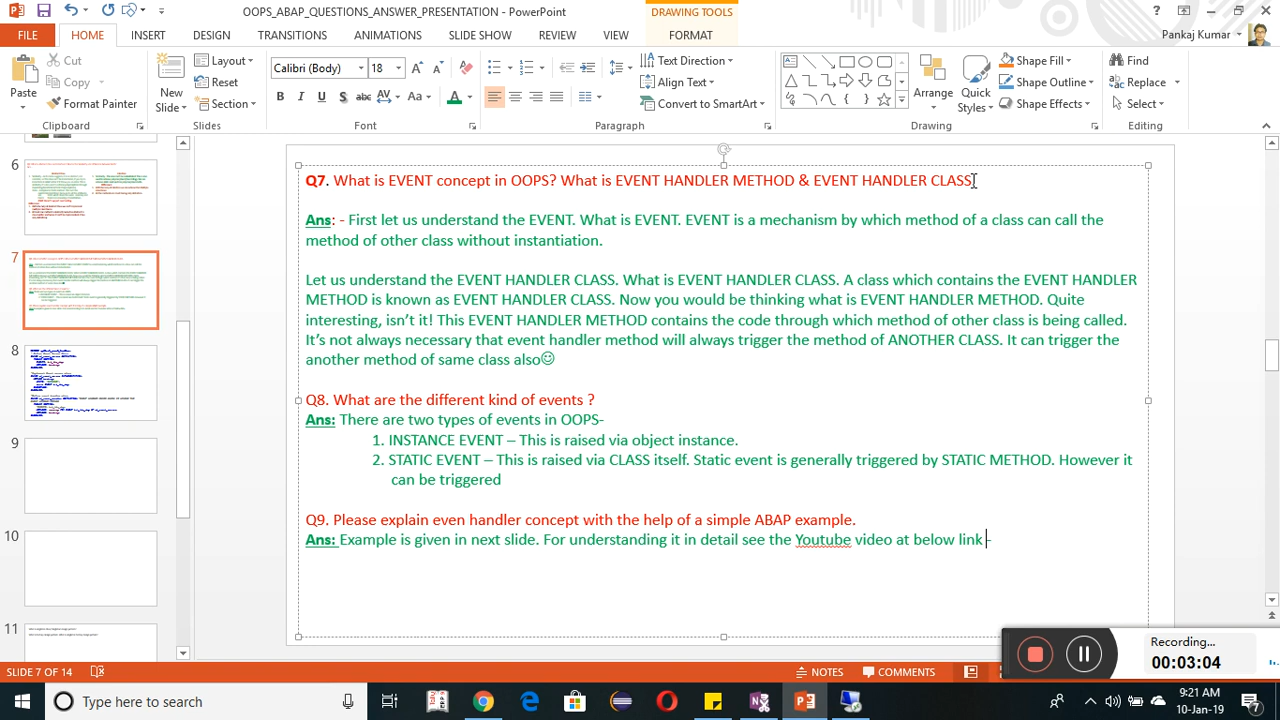 OOPS_ABAP_QUESTIONS_ANSWER_PRESENTATION - PowerPoint
DRAWING TOOLS
FILE HOME INSERT DESIGN TRANSITIONS ANIMATIONS SLIDE SHOW REVIEW VIEW FORMAT Pankaj Kumar
Paste Cut Copy Format Painter Clipboard
New Slide Layout Reset Section Slides
Calibri (Body) 18 Font
B I U S abc AV Aa A
Text Direction Align Text Convert to SmartArt Paragraph
Arrange Quick Styles Shape Fill Shape Outline Shape Effects Drawing
Find Replace Select Editing
6
7
8
9
10
11
Q7. What is EVENT concept in OOPS. What is EVENT HANDLER METHOD & EVENT HANDLER CLASS
Ans: - First let us understand the EVENT. What is EVENT. EVENT is a mechanism by which method of a class can call the
method of other class without instantiation.
Let us understand the EVENT HANDLER CLASS. What is EVENT HANDLER CLASS. A class which contains the EVENT HANDLER
METHOD is known as EVENT HANDLER CLASS. Now you would be thinking what is EVENT HANDLER METHOD. Quite
interesting, isn't it! This EVENT HANDLER METHOD contains the code through which method of other class is being called.
It's not always necessary that event handler method will always trigger the method of ANOTHER CLASS. It can trigger the
another method of same class also☺
Q8. What are the different kind of events ?
Ans: There are two types of events in OOPS-
1. INSTANCE EVENT – This is raised via object instance.
2. STATIC EVENT – This is raised via CLASS itself. Static event is generally triggered by STATIC METHOD. However it
can be triggered
Q9. Please explain even handler concept with the help of a simple ABAP example.
Ans: Example is given in next slide. For understanding it in detail see the Youtube video at below link -
Recording...
00:03:04
SLIDE 7 OF 14 NOTES COMMENTS
Type here to search
9:21 AM
10-Jan-19
7